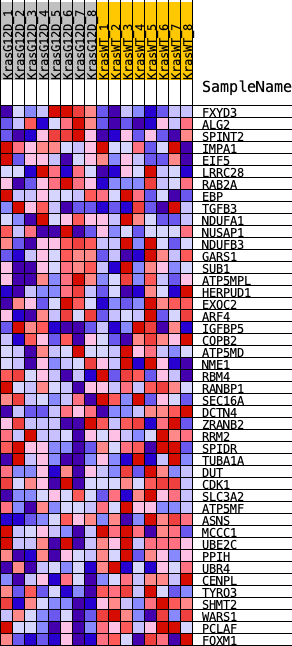 KrasG12D_1
KrasG12D_2
KrasG12D_3
KrasG12D_4
KrasG12D_5
KrasG12D_6
KrasG12D_7
KrasG12D_8
KrasWT_1
KrasWT_2
KrasWT_3
KrasWT_4
KrasWT_5
KrasWT_6
KrasWT_7
KrasWT_8
SampleName
FXYD3
ALG2
SPINT2
IMPA1
EIF5
LRRC28
RAB2A
EBP
TGFB3
NDUFA1
NUSAP1
NDUFB3
GARS1
SUB1
ATP5MPL
HERPUD1
EXOC2
ARF4
IGFBP5
COPB2
ATP5MD
NME1
RBM4
RANBP1
SEC16A
DCTN4
ZRANB2
RRM2
SPIDR
TUBA1A
DUT
CDK1
SLC3A2
ATP5MF
ASNS
MCCC1
UBE2C
PPIH
UBR4
CENPL
TYRO3
SHMT2
WARS1
PCLAF
FOXM1